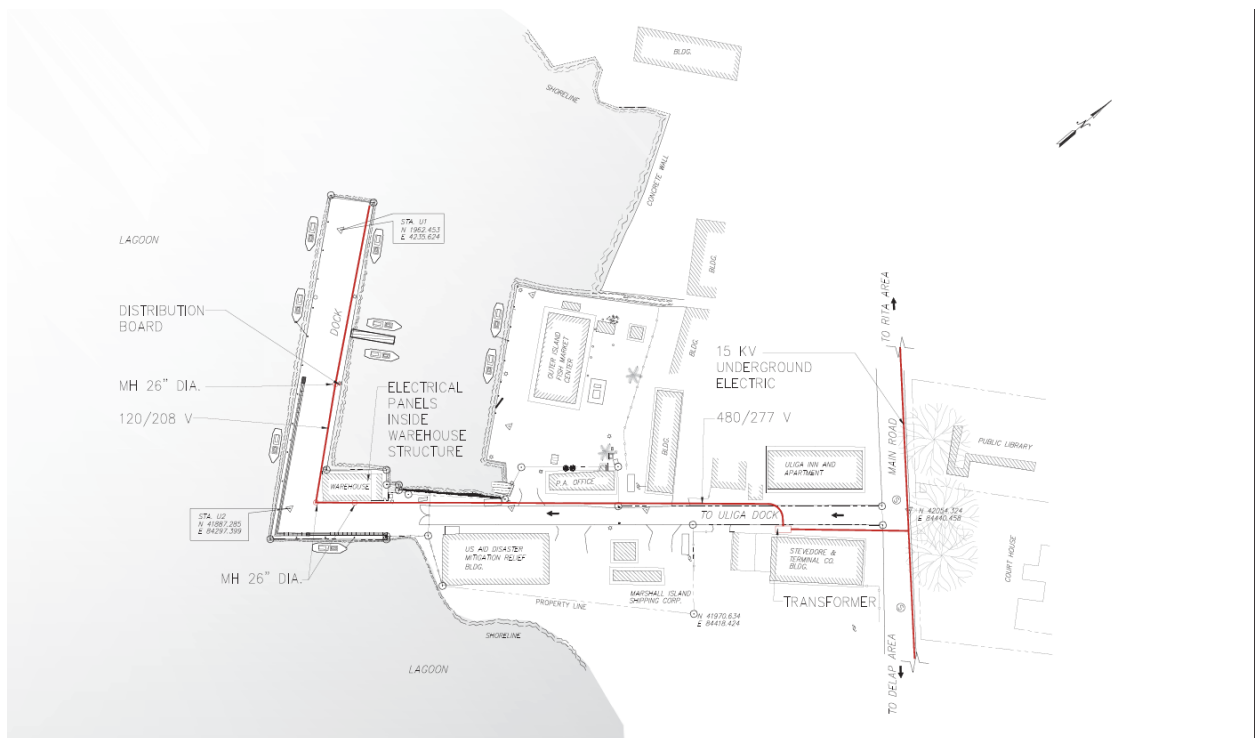 BLDG.
SHORELINE
CONCRETE WALL
N
LAGOON
STA. U1
N 1962.453
E 4235.624
DISTRIBUTION
BOARD
DOCK
MH 26" DIA.
120/208 V
ELECTRICAL
PANELS
INSIDE
WAREHOUSE
STRUCTURE
OUTER ISLAND
FISH MARKET
CENTER
BLDG.
BLDG.
BLDG.
TO RITA AREA
15 KV
UNDERGROUND
ELECTRIC
480/277 V
MAIN ROAD
PUBLIC LIBRARY
ULIGA INN AND
APARTMENT
WAREHOUSE
P.A. OFFICE
TO ULIGA DOCK
STA. U2
N 41887.285
E 84297.399
N 42054.324
E 84440.458
COURT HOUSE
MH 26" DIA.
US AID DISASTER
MITIGATION RELIEF
BLDG.
STEVEDORE &
TERMINAL CO.
BLDG.
MARSHALL ISLAND
SHIPPING CORP.
TRANSFORMER
PROPERTY LINE
N 41970.634
E 84418.424
SHORELINE
LAGOON
TO DELAP AREA